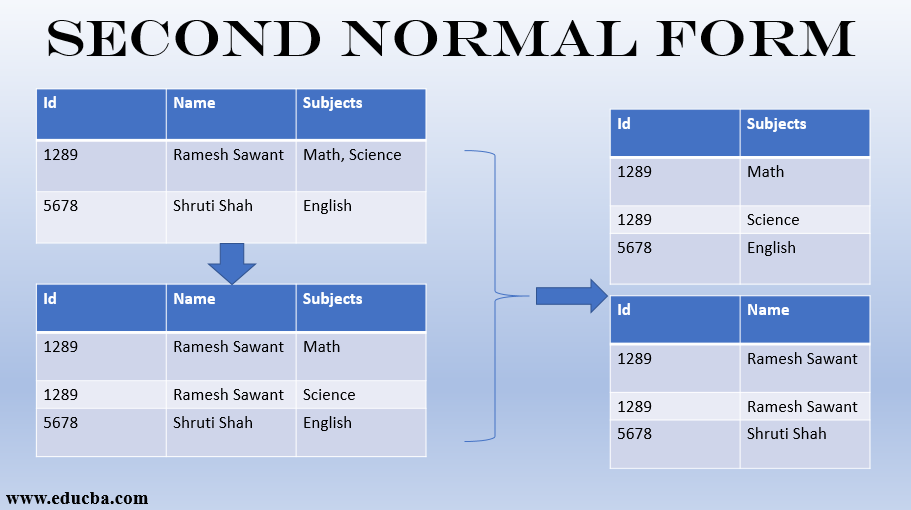 SECOND NORMAL FORM
Id Name Subjects
1289 Ramesh Sawant Math, Science
5678 Shruti Shah English
Id Name Subjects
1289 Ramesh Sawant Math
1289 Ramesh Sawant Science
5678 Shruti Shah English
Id Subjects
1289 Math
1289 Science
5678 English
Id Name
1289 Ramesh Sawant
1289 Ramesh Sawant
5678 Shruti Shah
www.educba.com